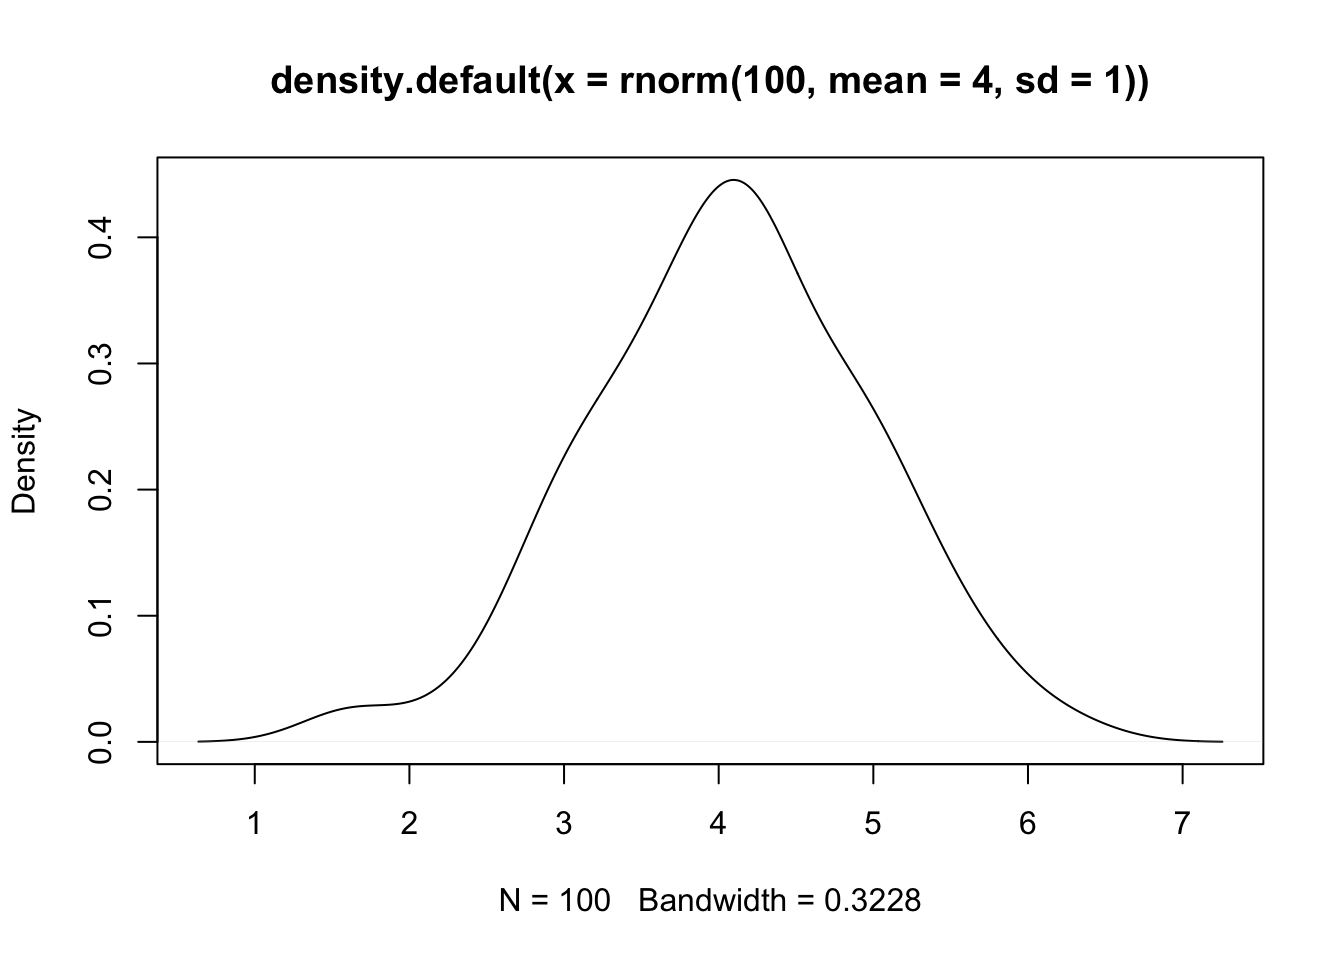 density.default(x = rnorm(100, mean = 4, sd = 1))
Density
0.4
0.3
0.2
0.1
0.0
1 2 3 4 5 6 7
N = 100 Bandwidth = 0.3228